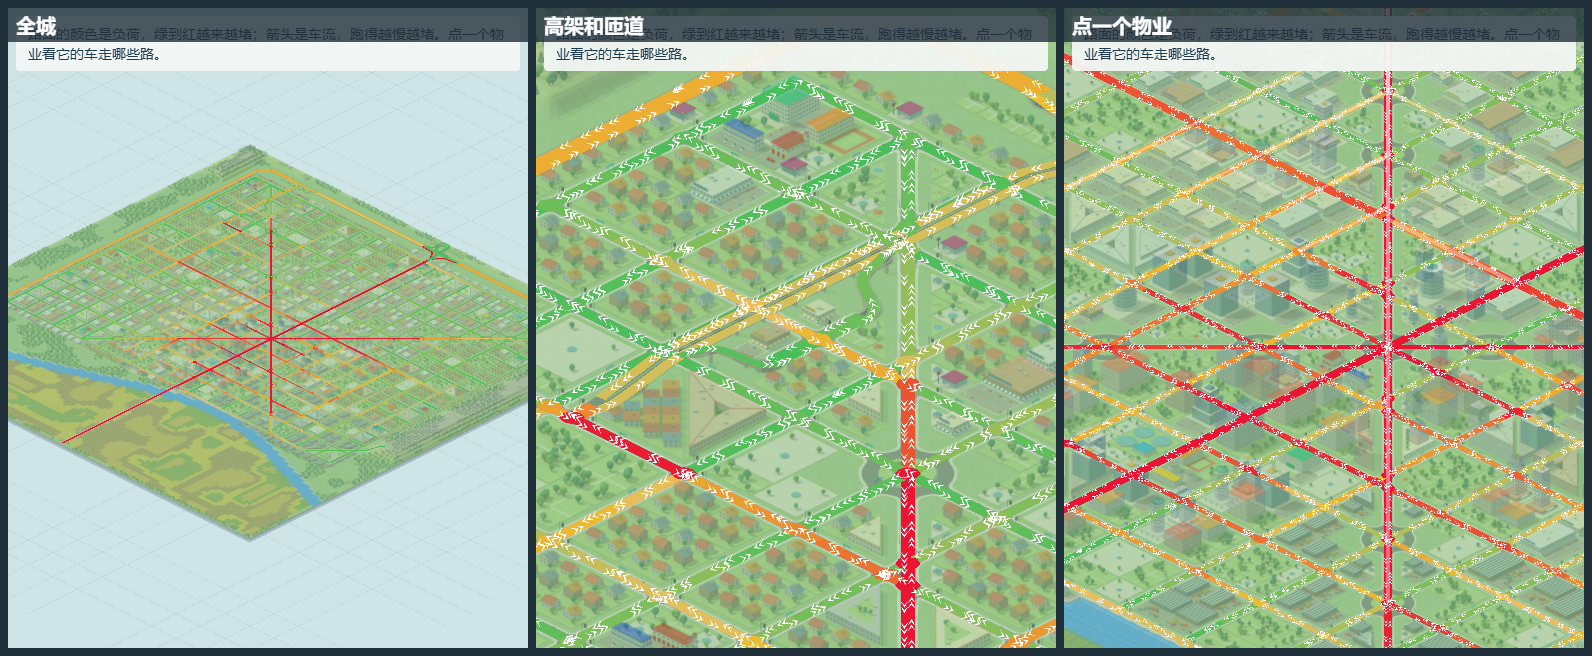 全城
的颜色是负荷，绿到红越来越堵；箭头是车流，跑得越慢越堵。点一个物
业看它的车走哪些路。
高架和匝道
荷，绿到红越来越堵；箭头是车流，跑得越慢越堵。点一个物
业看它的车走哪些路。
点一个物业
荷，绿到红越来越堵；箭头是车流，跑得越慢越堵。点一个物
业看它的车走哪些路。